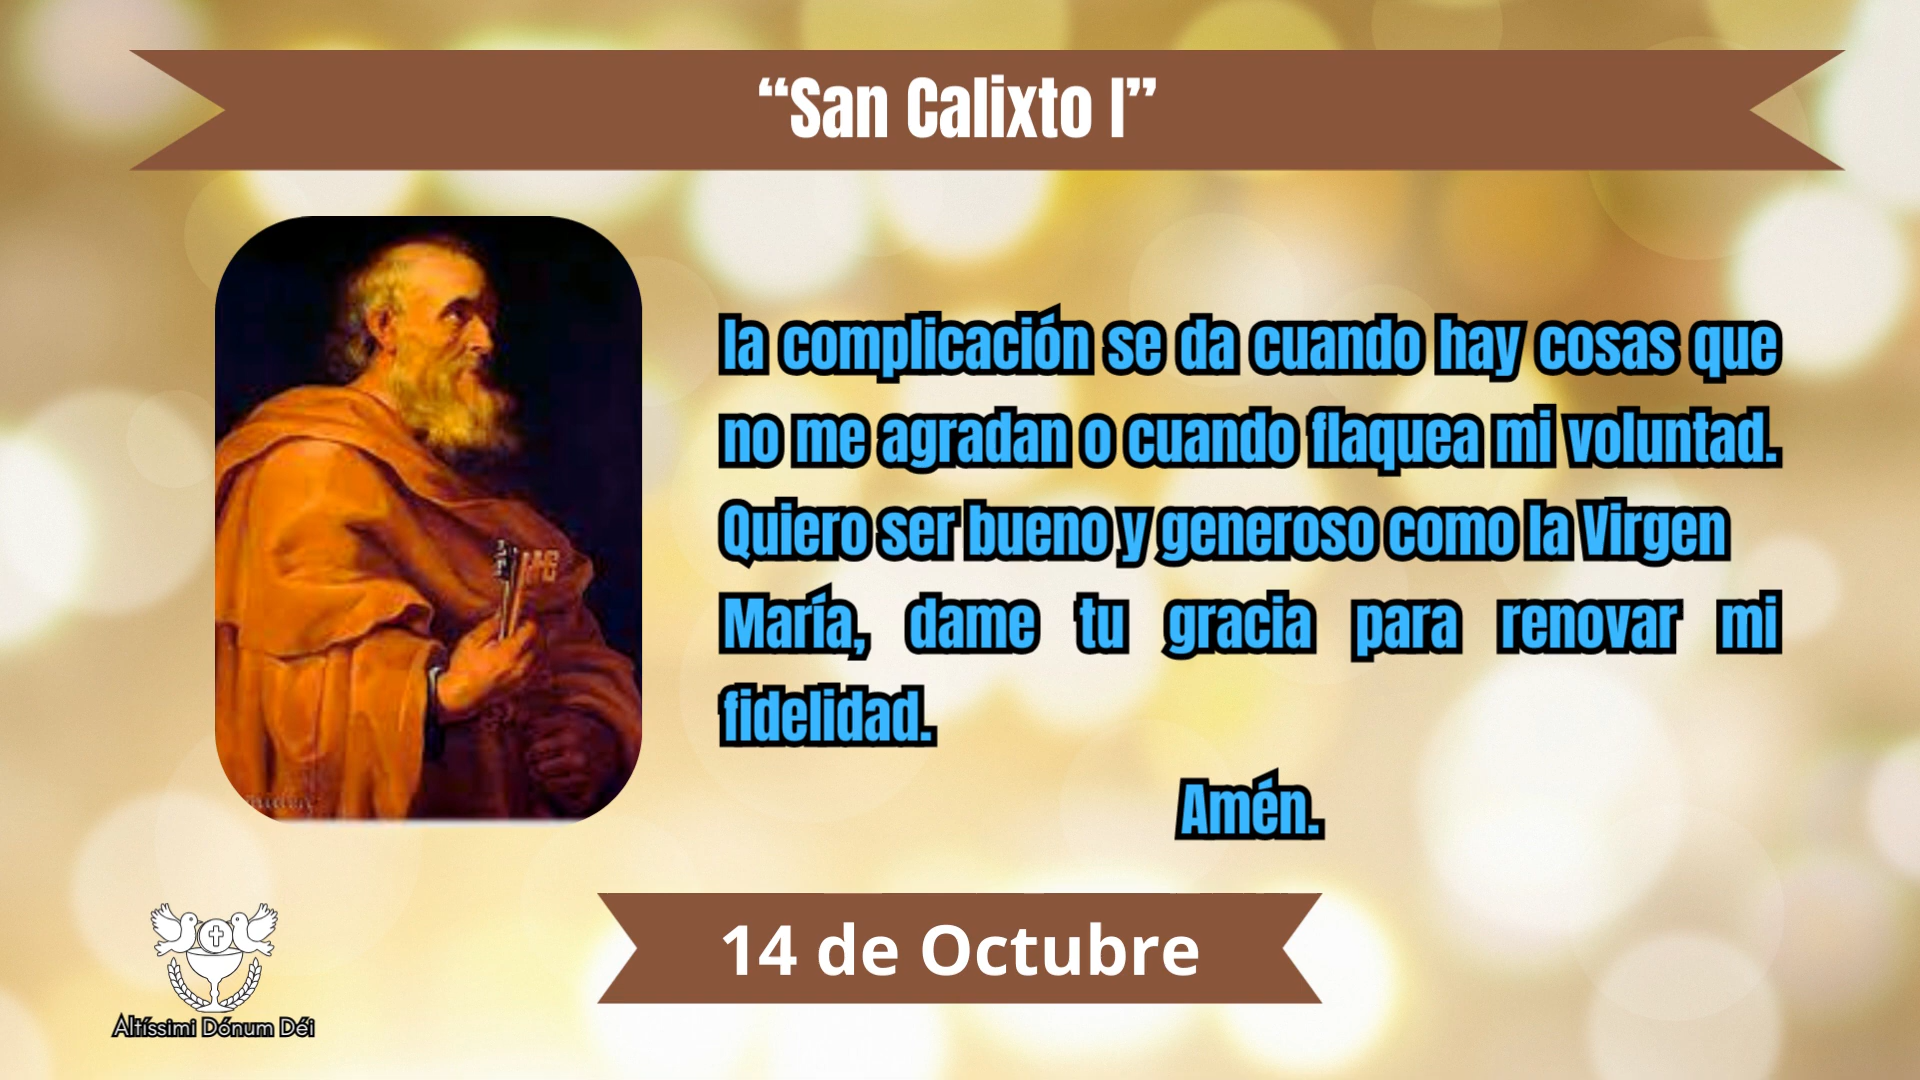 “San Calixto I”
la complicación se da cuando hay cosas que
no me agradan o cuando flaquea mi voluntad.
Quiero ser bueno y generoso como la Virgen
María, dame tu gracia para renovar mi
fidelidad.
Amén.
14 de Octubre
Altíssimi Dónum Déi